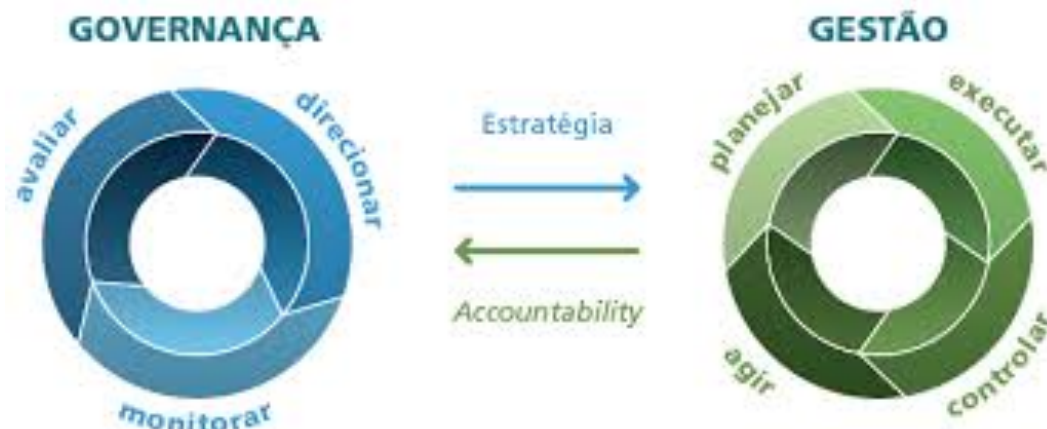 GOVERNANÇA
avaliar
direcionar
monitorar
Estratégia
Accountability
GESTÃO
planejar
executar
controlar
agir